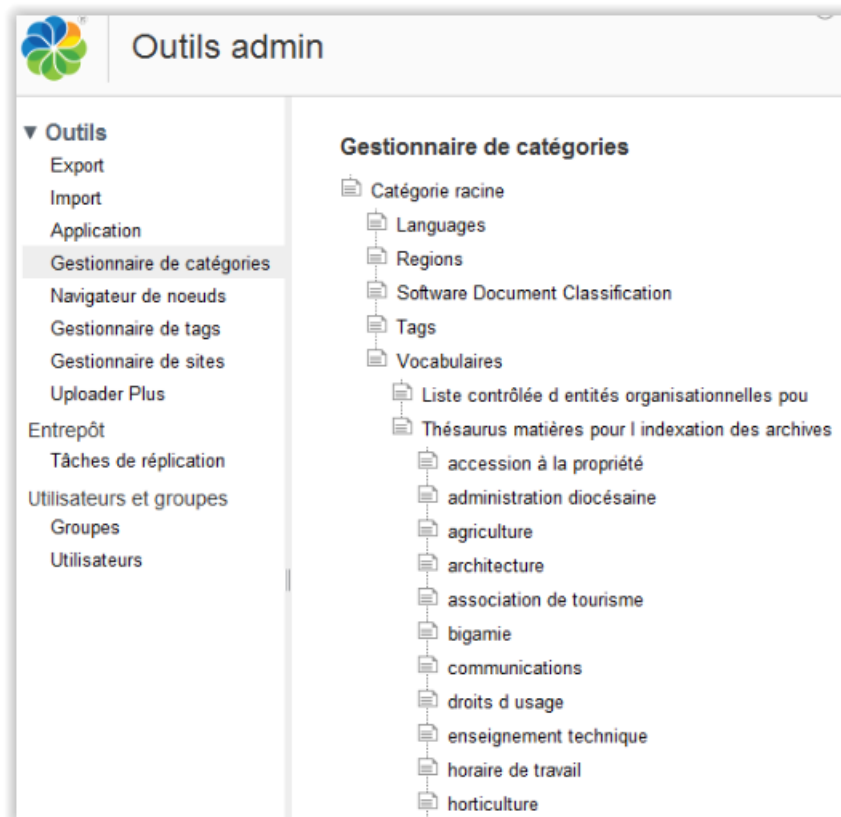 Outils admin
Outils
Export
Import
Application
Gestionnaire de catégories
Navigateur de noeuds
Gestionnaire de tags
Gestionnaire de sites
Uploader Plus
Entrepôt
Tâches de réplication
Utilisateurs et groupes
Groupes
Utilisateurs
Gestionnaire de catégories
Catégorie racine
Languages
Regions
Software Document Classification
Tags
Vocabulaires
Liste contrôlée d entités organisationnelles pou
Thésaurus matières pour l indexation des archives
accession à la propriété
administration diocésaine
agriculture
architecture
association de tourisme
bigamie
communications
droits d usage
enseignement technique
horaire de travail
horticulture